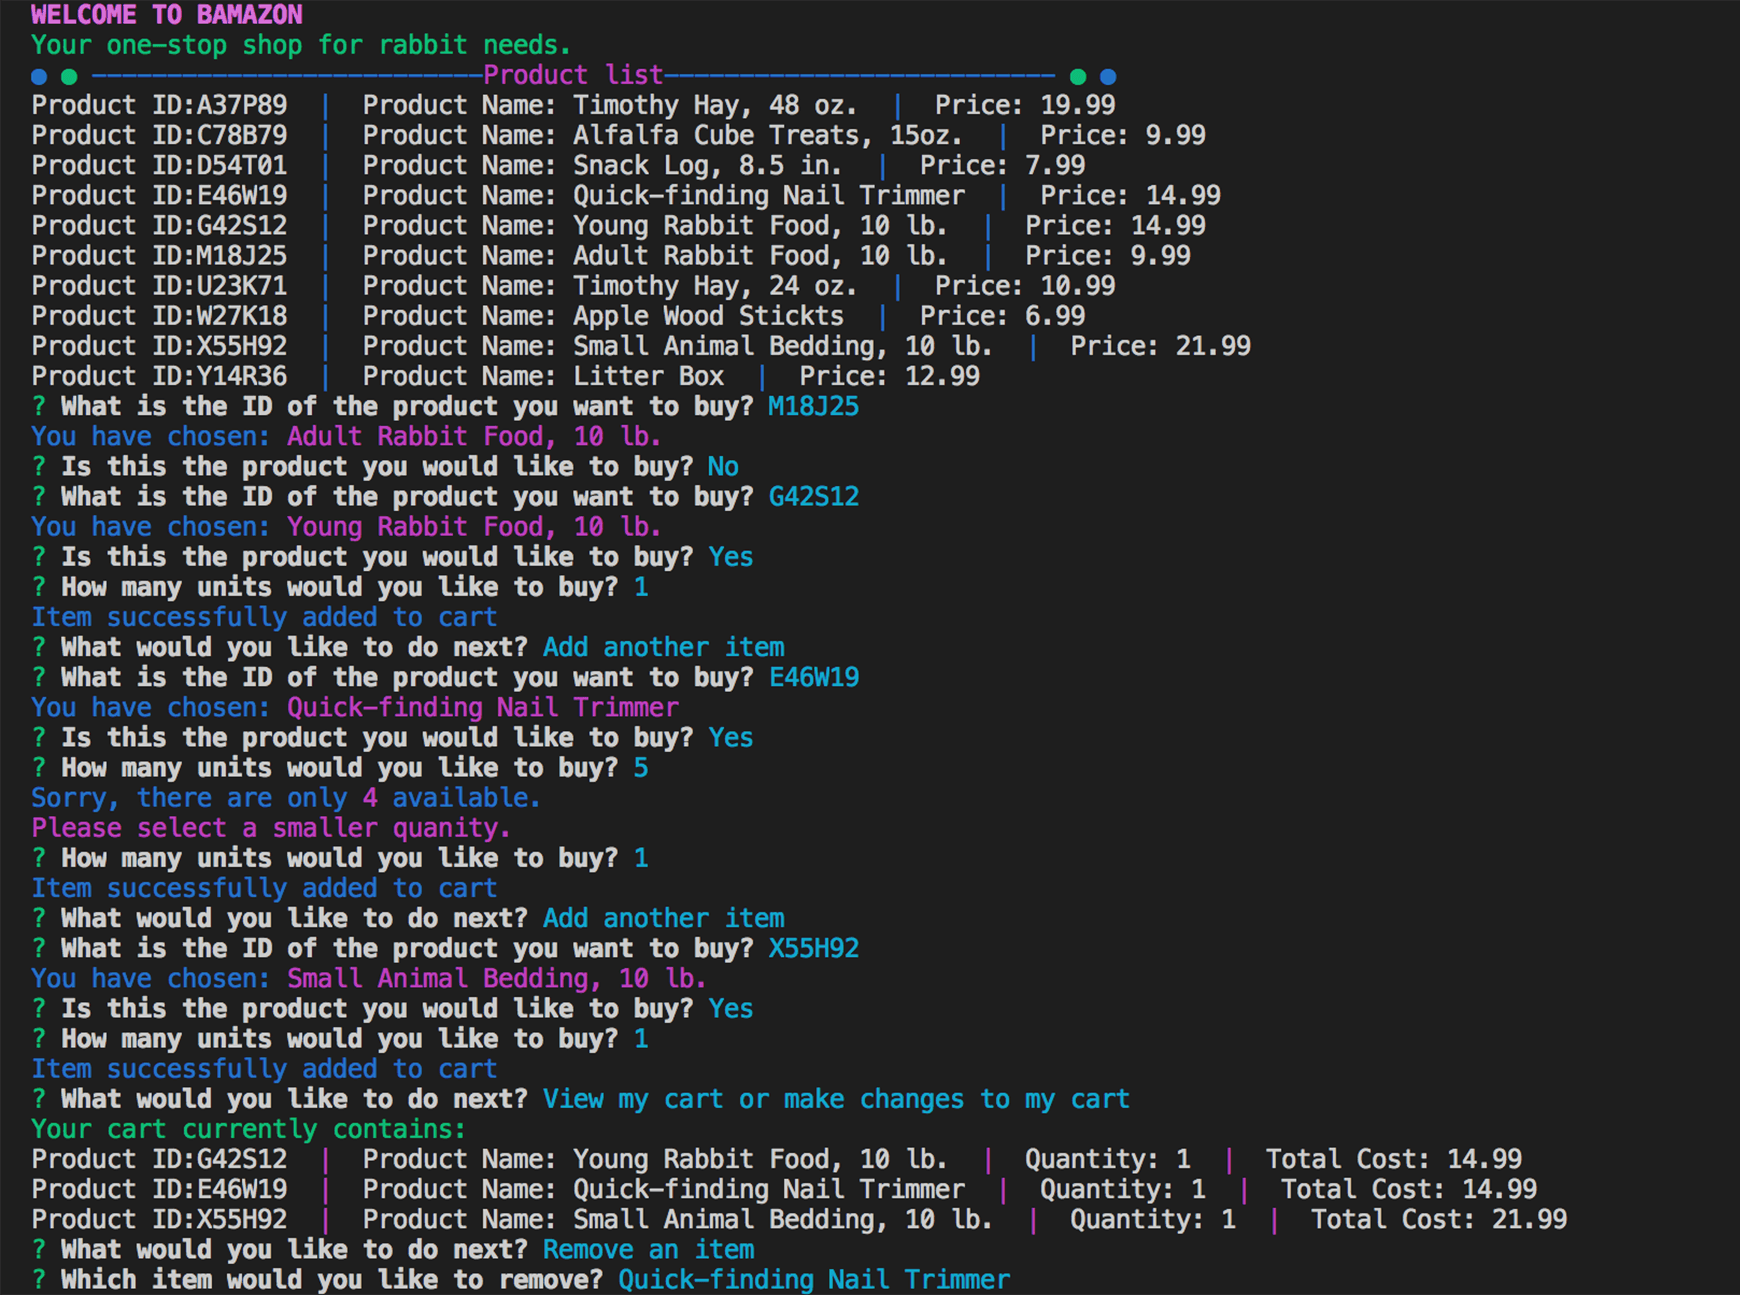 WELCOME TO BAMAZON
Your one-stop shop for rabbit needs.
● ● --------------------------Product list-------------------------- ● ●
Product ID:A37P89  |  Product Name: Timothy Hay, 48 oz.  |  Price: 19.99
Product ID:C78B79  |  Product Name: Alfalfa Cube Treats, 15oz.  |  Price: 9.99
Product ID:D54T01  |  Product Name: Snack Log, 8.5 in.  |  Price: 7.99
Product ID:E46W19  |  Product Name: Quick-finding Nail Trimmer  |  Price: 14.99
Product ID:G42S12  |  Product Name: Young Rabbit Food, 10 lb.  |  Price: 14.99
Product ID:M18J25  |  Product Name: Adult Rabbit Food, 10 lb.  |  Price: 9.99
Product ID:U23K71  |  Product Name: Timothy Hay, 24 oz.  |  Price: 10.99
Product ID:W27K18  |  Product Name: Apple Wood Stickts  |  Price: 6.99
Product ID:X55H92  |  Product Name: Small Animal Bedding, 10 lb.  |  Price: 21.99
Product ID:Y14R36  |  Product Name: Litter Box  |  Price: 12.99
? What is the ID of the product you want to buy? M18J25
You have chosen: Adult Rabbit Food, 10 lb.
? Is this the product you would like to buy? No
? What is the ID of the product you want to buy? G42S12
You have chosen: Young Rabbit Food, 10 lb.
? Is this the product you would like to buy? Yes
? How many units would you like to buy? 1
Item successfully added to cart
? What would you like to do next? Add another item
? What is the ID of the product you want to buy? E46W19
You have chosen: Quick-finding Nail Trimmer
? Is this the product you would like to buy? Yes
? How many units would you like to buy? 5
Sorry, there are only 4 available.
Please select a smaller quanity.
? How many units would you like to buy? 1
Item successfully added to cart
? What would you like to do next? Add another item
? What is the ID of the product you want to buy? X55H92
You have chosen: Small Animal Bedding, 10 lb.
? Is this the product you would like to buy? Yes
? How many units would you like to buy? 1
Item successfully added to cart
? What would you like to do next? View my cart or make changes to my cart
Your cart currently contains:
Product ID:G42S12  |  Product Name: Young Rabbit Food, 10 lb.  |  Quantity: 1  |  Total Cost: 14.99
Product ID:E46W19  |  Product Name: Quick-finding Nail Trimmer  |  Quantity: 1  |  Total Cost: 14.99
Product ID:X55H92  |  Product Name: Small Animal Bedding, 10 lb.  |  Quantity: 1  |  Total Cost: 21.99
? What would you like to do next? Remove an item
? Which item would you like to remove? Quick-finding Nail Trimmer